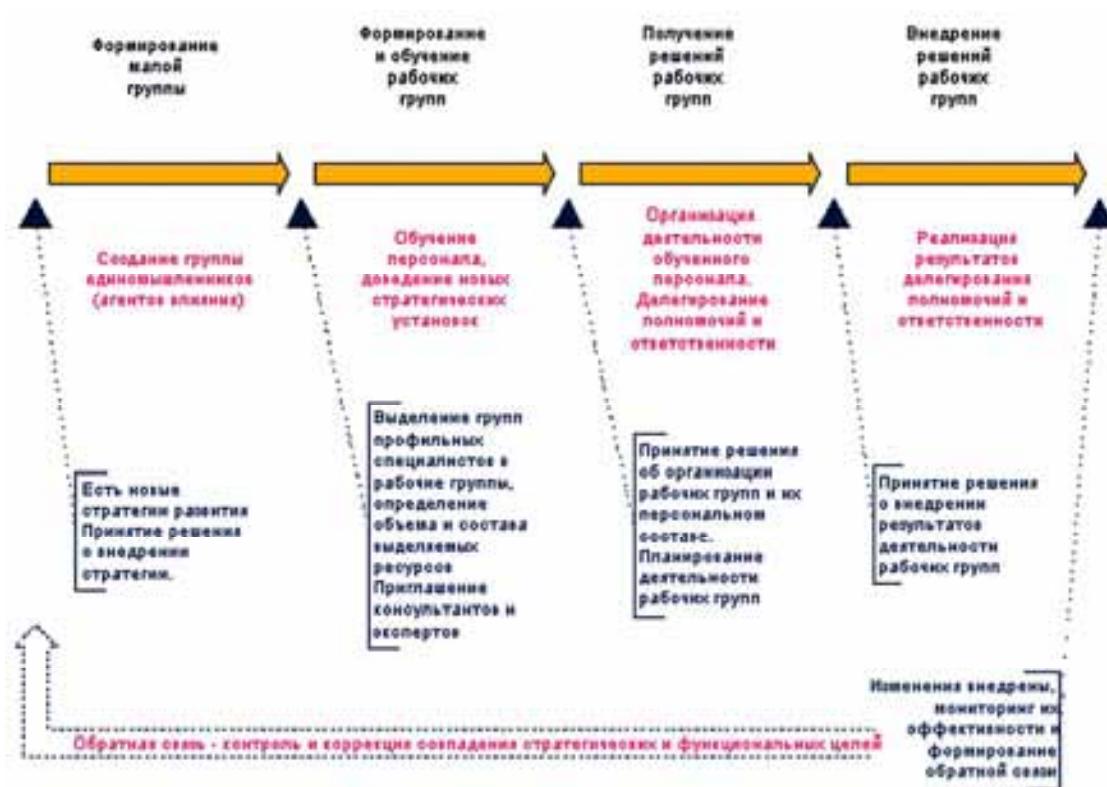 Формирование
малой
группы
Формирование
и обучение
рабочих
групп
Получение
решений
рабочих
групп
Внедрение
решений
рабочих
групп
Создание группы
единомышленников
(агентов влияния)
Обучение
персонала,
доведение новых
стратегических
установок
Организация
деятельности
обученного
персонала.
Делегирование
полномочий и
ответственности
Реализация
результатов
делегирования
полномочий и
ответственности
Есть новые
стратегии развития
Принятие решения
о внедрении
стратегии.
Выделение групп
профильных
специалистов в
рабочие группы,
определение
объема и состава
выделяемых
ресурсов
Приглашение
консультантов и
экспертов
Принятие решения
об организации
рабочих групп и их
персональном
составе.
Планирование
деятельности
рабочих групп
Принятие решения
о внедрении
результатов
деятельности
рабочих групп
Изменения внедрены,
мониторинг их
эффективности и
формирование
обратной связи
Обратная связь - контроль и коррекция совпадения стратегических и функциональных целей